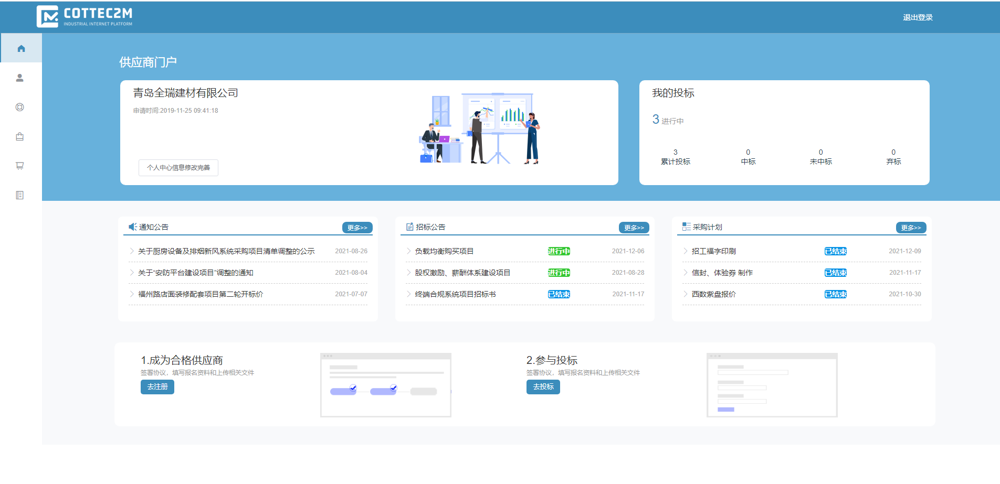 COTTEC2M
INDUSTRIAL INTERNET PLATFORM
退出登录
供应商门户
青岛全瑞建材有限公司
申请时间:2019-11-25 09:41:18
个人中心信息修改完善
我的投标
3 进行中
3 0 0 0
累计投标 中标 未中标 弃标
通知公告 更多>>
关于厨房设备及排烟新风系统采购项目清单调整的公示 2021-08-26
关于“安防平台建设项目”调整的通知 2021-08-04
福州路店面装修配套项目第二轮开标价 2021-07-07
招标公告 更多>>
负载均衡购买项目 进行中 2021-12-06
股权激励、薪酬体系建设项目 进行中 2021-08-28
终端合规系统项目招标书 已结束 2021-11-17
采购计划 更多>>
招工福字印刷 已结束 2021-12-09
信封、体验券 制作 已结束 2021-11-17
西数紫盘报价 已结束 2021-10-30
1.成为合格供应商
签署协议，填写报名资料和上传相关文件
去注册
2.参与投标
签署协议，填写报名资料和上传相关文件
去投标